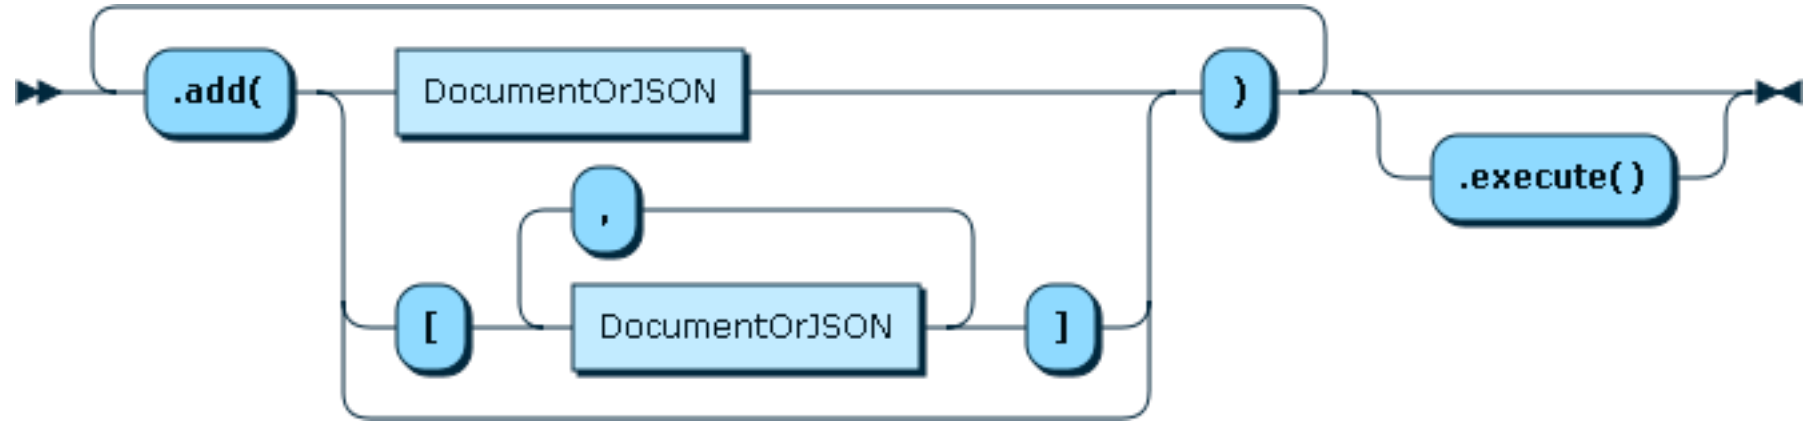 .add( DocumentOrJSON )
.execute()
,
[ DocumentOrJSON ]